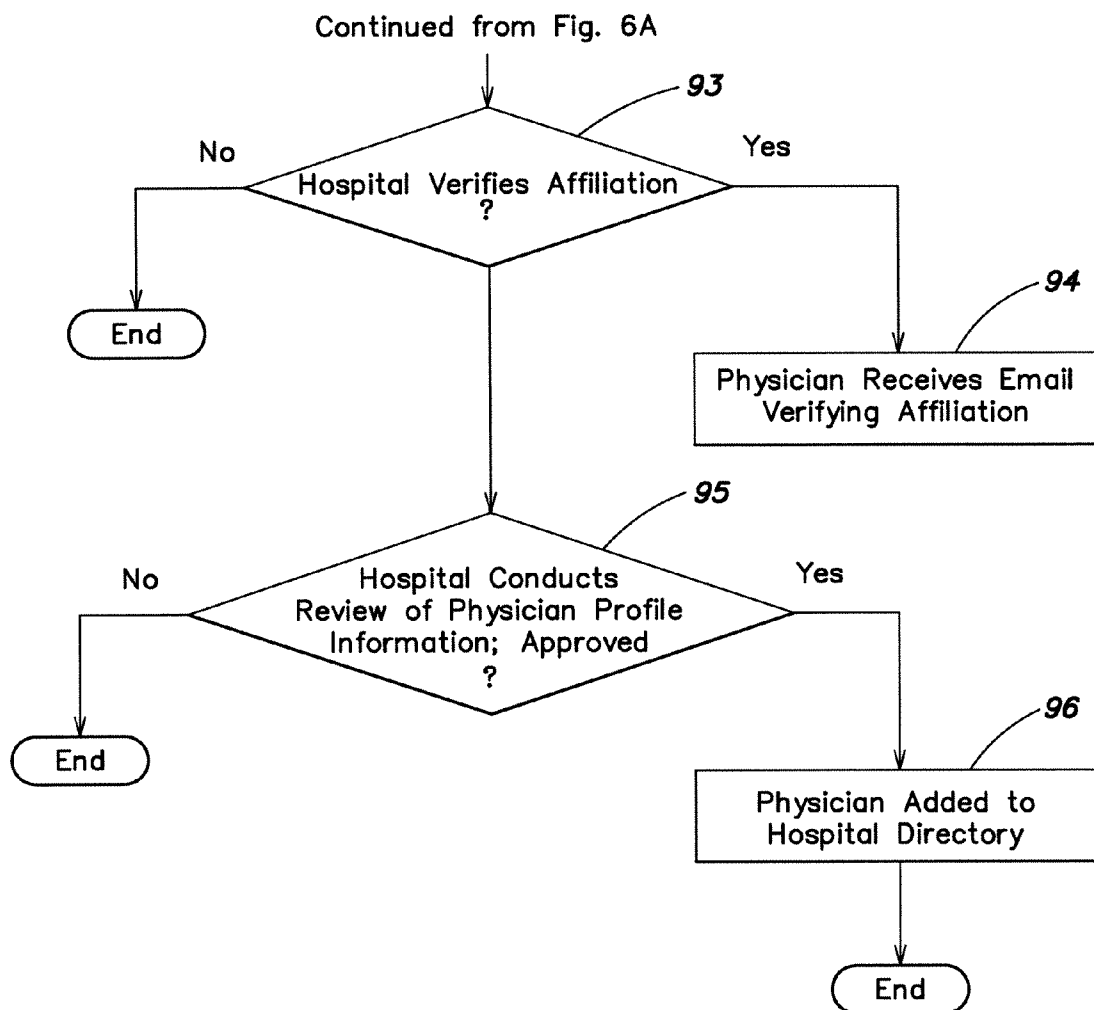 Continued from Fig. 6A
93
No
Yes
Hospital Verifies Affiliation
?
End
94
Physician Receives Email
Verifying Affiliation
95
No
Yes
Hospital Conducts
Review of Physician Profile
Information; Approved
?
End
96
Physician Added to
Hospital Directory
End